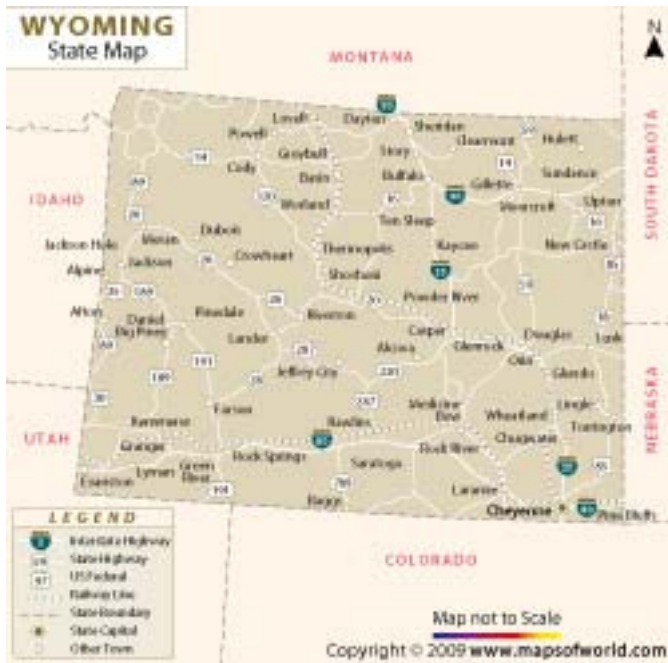 WYOMING
State Map
N
MONTANA
IDAHO
SOUTH DAKOTA
NEBRASKA
UTAH
COLORADO
Lovell
Dayton
Sheridan
Powell
Clearmont
Hulett
Greybull
Story
Cody
Basin
Buffalo
Gillette
Sundance
Worland
Moorcroft
Upton
Ten Sleep
Dubois
Jackson Hole
Moran
Crowheart
Thermopolis
Kaycee
New Castle
Alpine
Jackson
Shoshoni
Powder River
Afton
Daniel
Big Piney
Pinedale
Riverton
Lander
Casper
Douglas
Lusk
Alcova
Glenrock
Orin
Jeffrey City
Glendo
Farson
Medicine
Bow
Wheatland
Lingle
Kemmerer
Rawlins
Chugwater
Torrington
Granger
Rock Springs
Rock River
Lyman
Green
River
Saratoga
Evanston
Baggs
Laramie
Cheyenne
Pine Bluffs
LEGEND
Interstate Highway
State Highway
US Federal
Railway Line
State Boundary
State Capital
Other Town
Map not to Scale
Copyright © 2009 www.mapsofworld.com